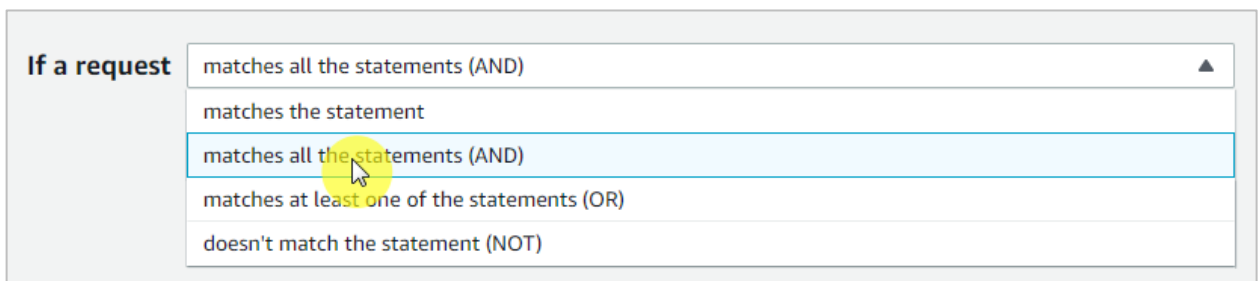 If a request matches all the statements (AND)
matches the statement
matches all the statements (AND)
matches at least one of the statements (OR)
doesn't match the statement (NOT)